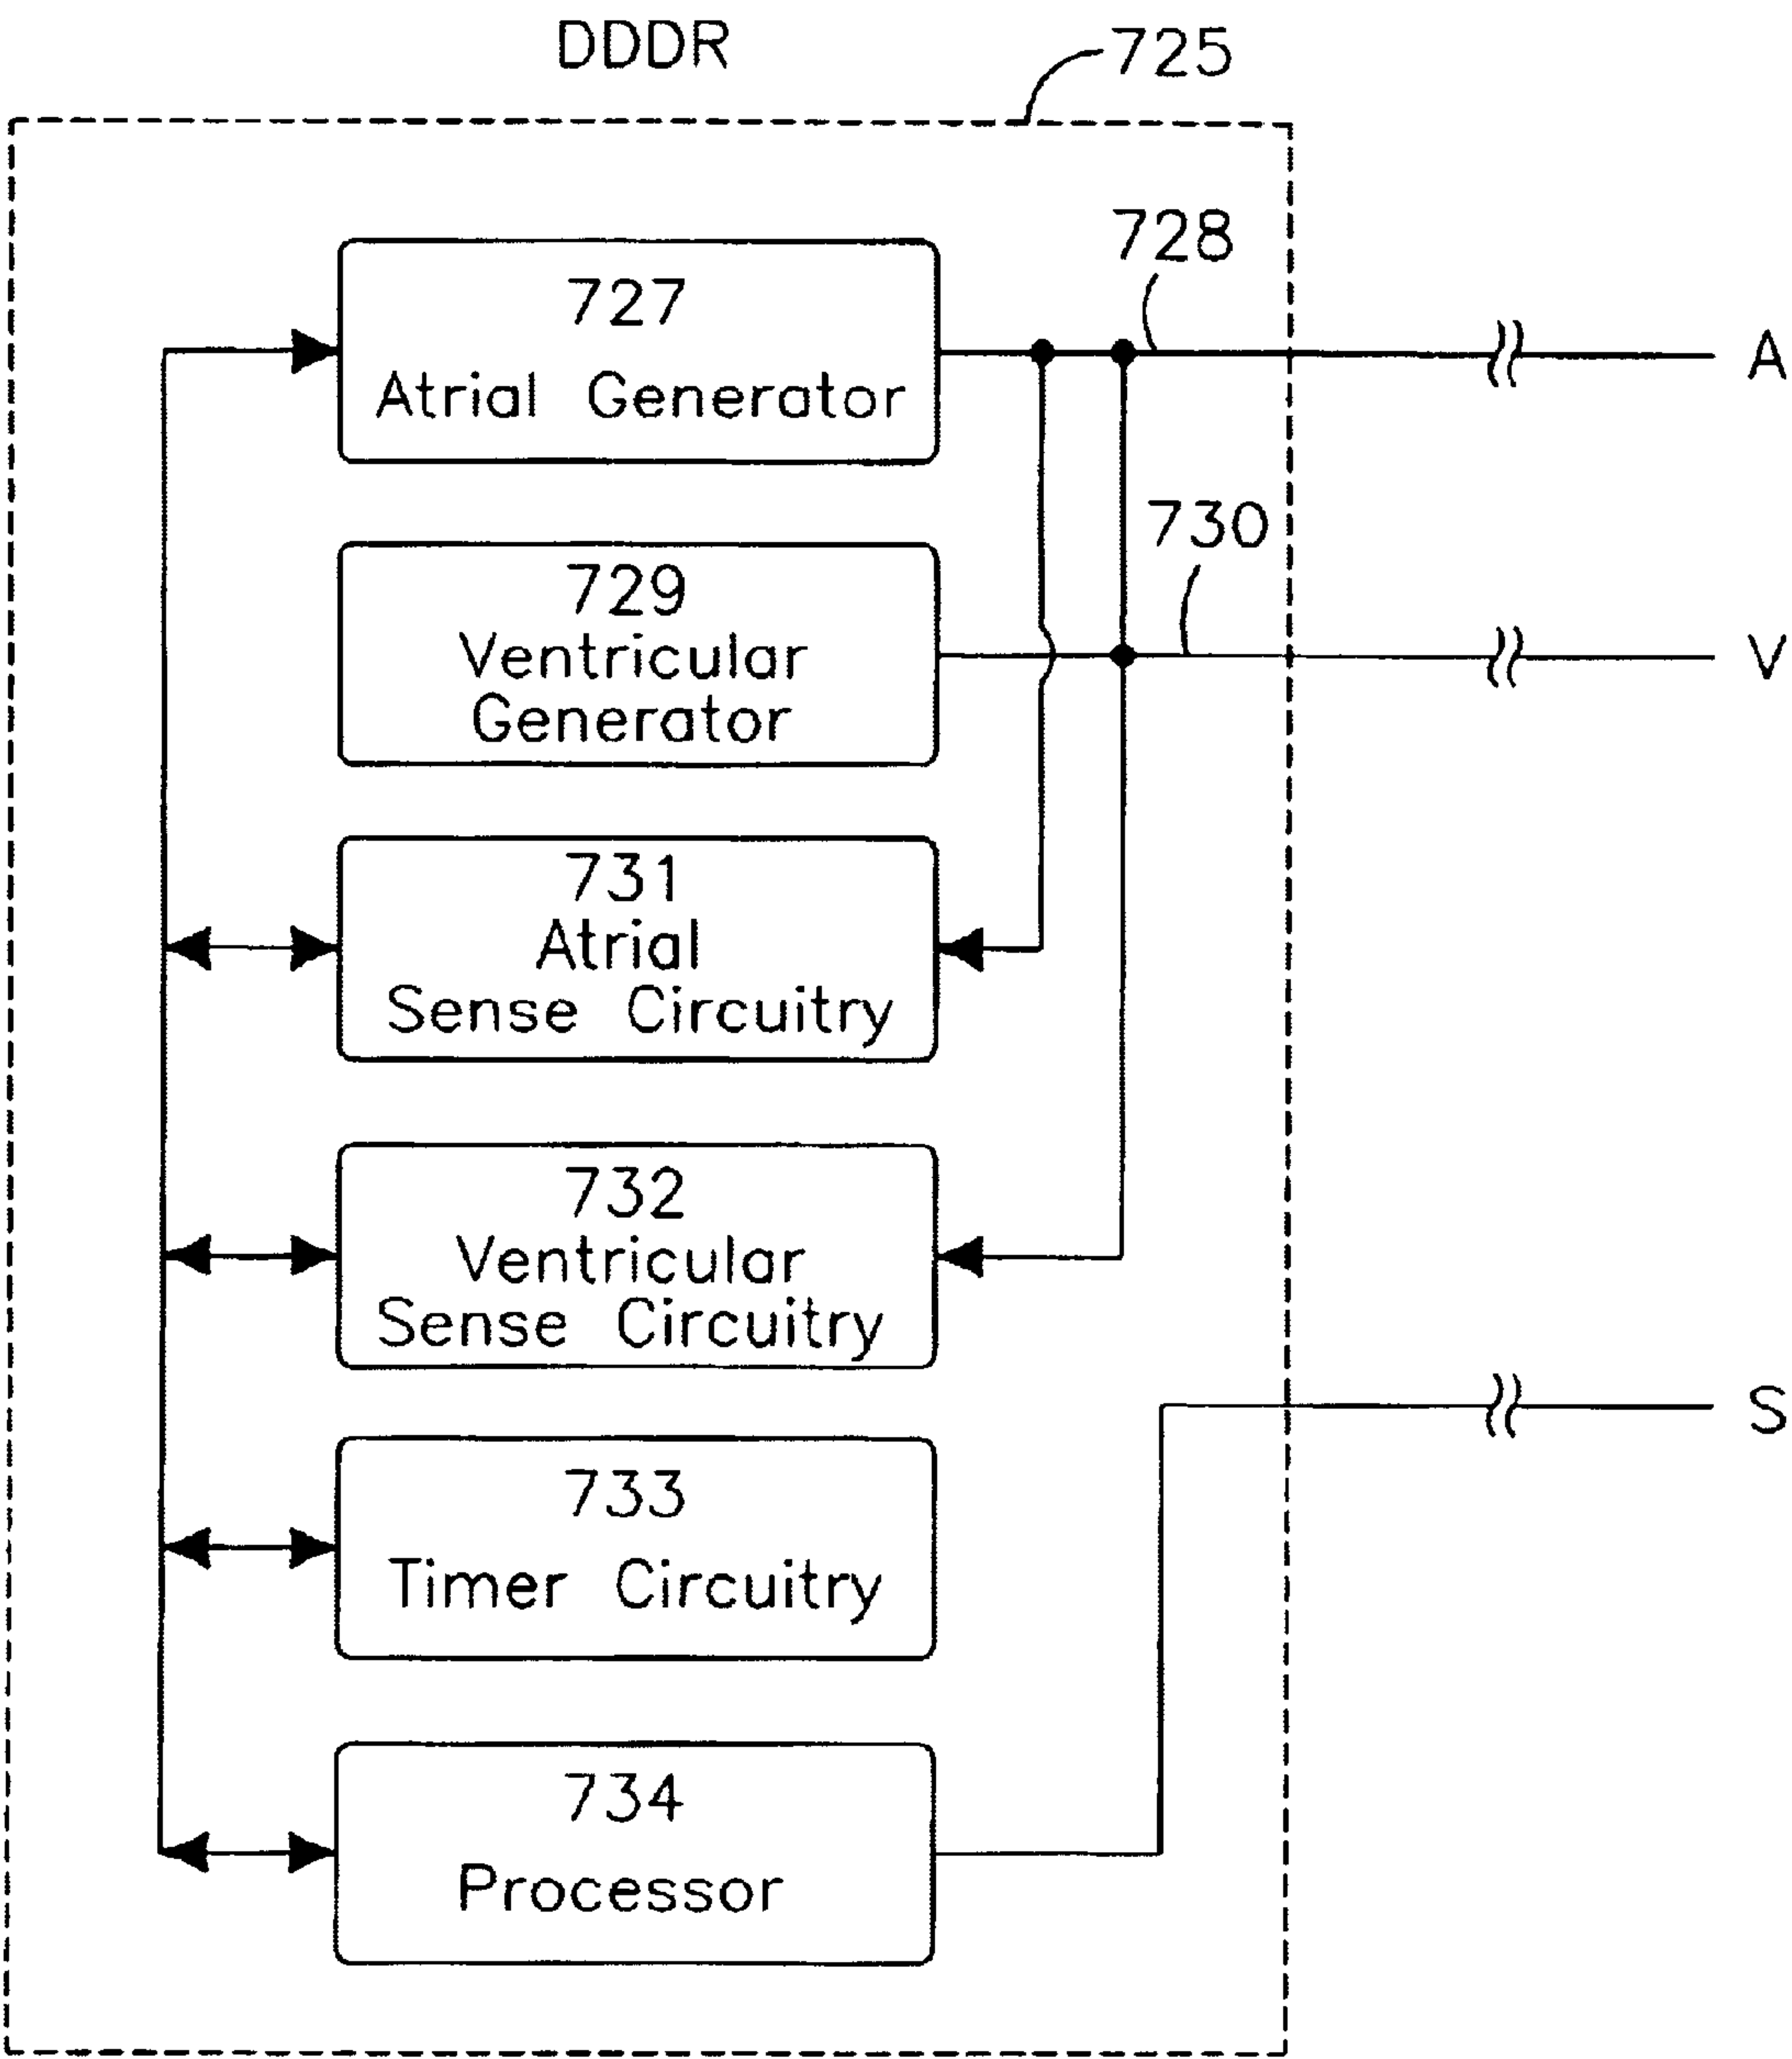 DDDR
725
728
727
Atrial Generator
A
730
729
Ventricular
Generator
V
731
Atrial
Sense Circuitry
732
Ventricular
Sense Circuitry
S
733
Timer Circuitry
734
Processor